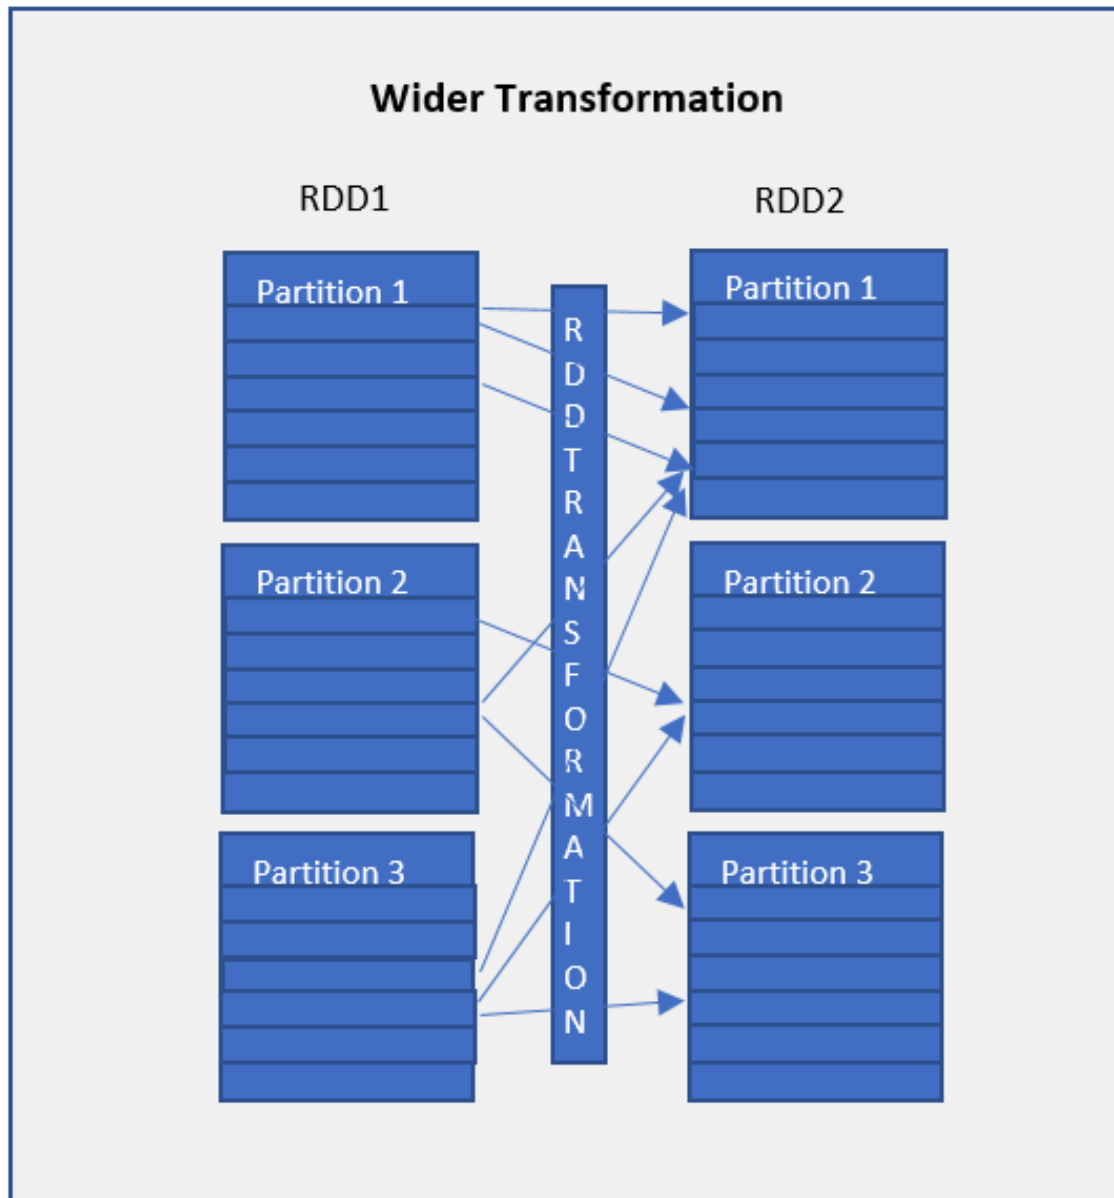 Wider Transformation
RDD1
RDD2
Partition 1
Partition 2
Partition 3
R
D
D
T
R
A
N
S
F
O
R
M
A
T
I
O
N
Partition 1
Partition 2
Partition 3